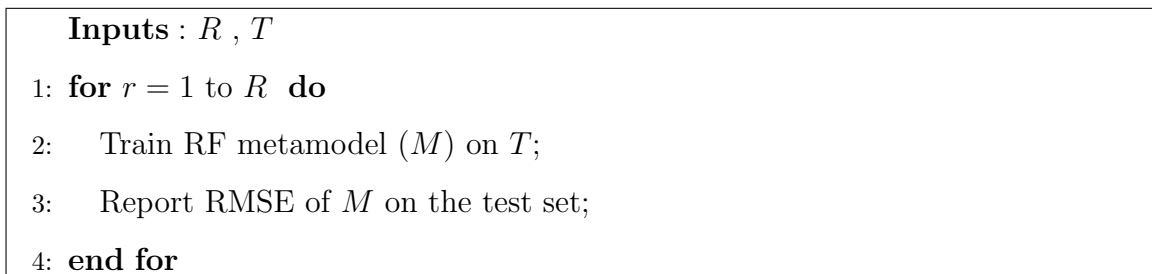 Inputs : R , T
1: for r = 1 to R do
2: Train RF metamodel (M) on T;
3: Report RMSE of M on the test set;
4: end for